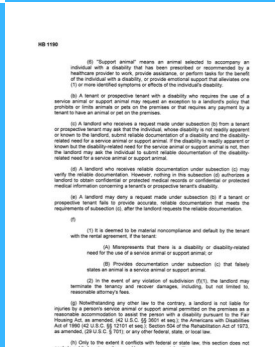 HB 1190
(6) "Support animal" means an animal selected to accompany an
individual with a disability that has been prescribed or recommended by a
healthcare provider to work, provide assistance, or perform tasks for the benefit
of the individual with a disability, or provide emotional support that alleviates one
(1) or more identified symptoms or effects of the individual's disability.
(b) A tenant or prospective tenant with a disability who requires the use of a
service animal or support animal may request an exception to a landlord's policy that
prohibits or limits animals or pets on the premises or that requires any payment by a
tenant to have an animal or pet on the premises.
(c) A landlord who receives a request made under subsection (b) from a tenant
or prospective tenant may ask that the individual, whose disability is not readily apparent
or known to the landlord, submit reliable documentation of a disability and the disability-
related need for a service animal or support animal. If the disability is readily apparent or
known but the disability-related need for the service animal or support animal is not, then
the landlord may ask the individual to submit reliable documentation of the disability-
related need for a service animal or support animal.
(d) A landlord who receives reliable documentation under subsection (c) may
verify the reliable documentation. However, nothing in this subsection (d) authorizes a
landlord to obtain confidential or protected medical records or confidential or protected
medical information concerning a tenant's or prospective tenant's disability.
(e) A landlord may deny a request made under subsection (b) if a tenant or
prospective tenant fails to provide accurate, reliable documentation that meets the
requirements of subsection (c), after the landlord requests the reliable documentation.
(f)
(1) It is deemed to be material noncompliance and default by the tenant
with the rental agreement, if the tenant:
(A) Misrepresents that there is a disability or disability-related
need for the use of a service animal or support animal; or
(B) Provides documentation under subsection (c) that falsely
states an animal is a service animal or support animal.
(2) In the event of any violation of subdivision (f)(1), the landlord may
terminate the tenancy and recover damages, including, but not limited to,
reasonable attorney's fees.
(g) Notwithstanding any other law to the contrary, a landlord is not liable for
injuries by a person's service animal or support animal permitted on the premises as a
reasonable accommodation to assist the person with a disability pursuant to the Fair
Housing Act, as amended, (42 U.S.C. §§ 3601 et seq.); the Americans with Disabilities
Act of 1990 (42 U.S.C. §§ 12101 et seq.); Section 504 of the Rehabilitation Act of 1973,
as amended, (29 U.S.C. § 701); or any other federal, state, or local law.
(h) Only to the extent it conflicts with federal or state law, this section does not